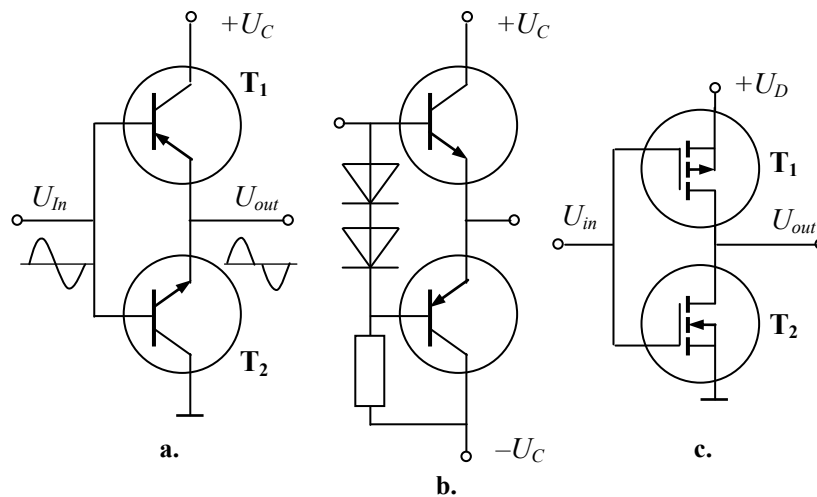 +U_C
T₁
U_In
U_out
T₂
a.
+U_C
–U_C
b.
+U_D
T₁
U_in
U_out
T₂
c.